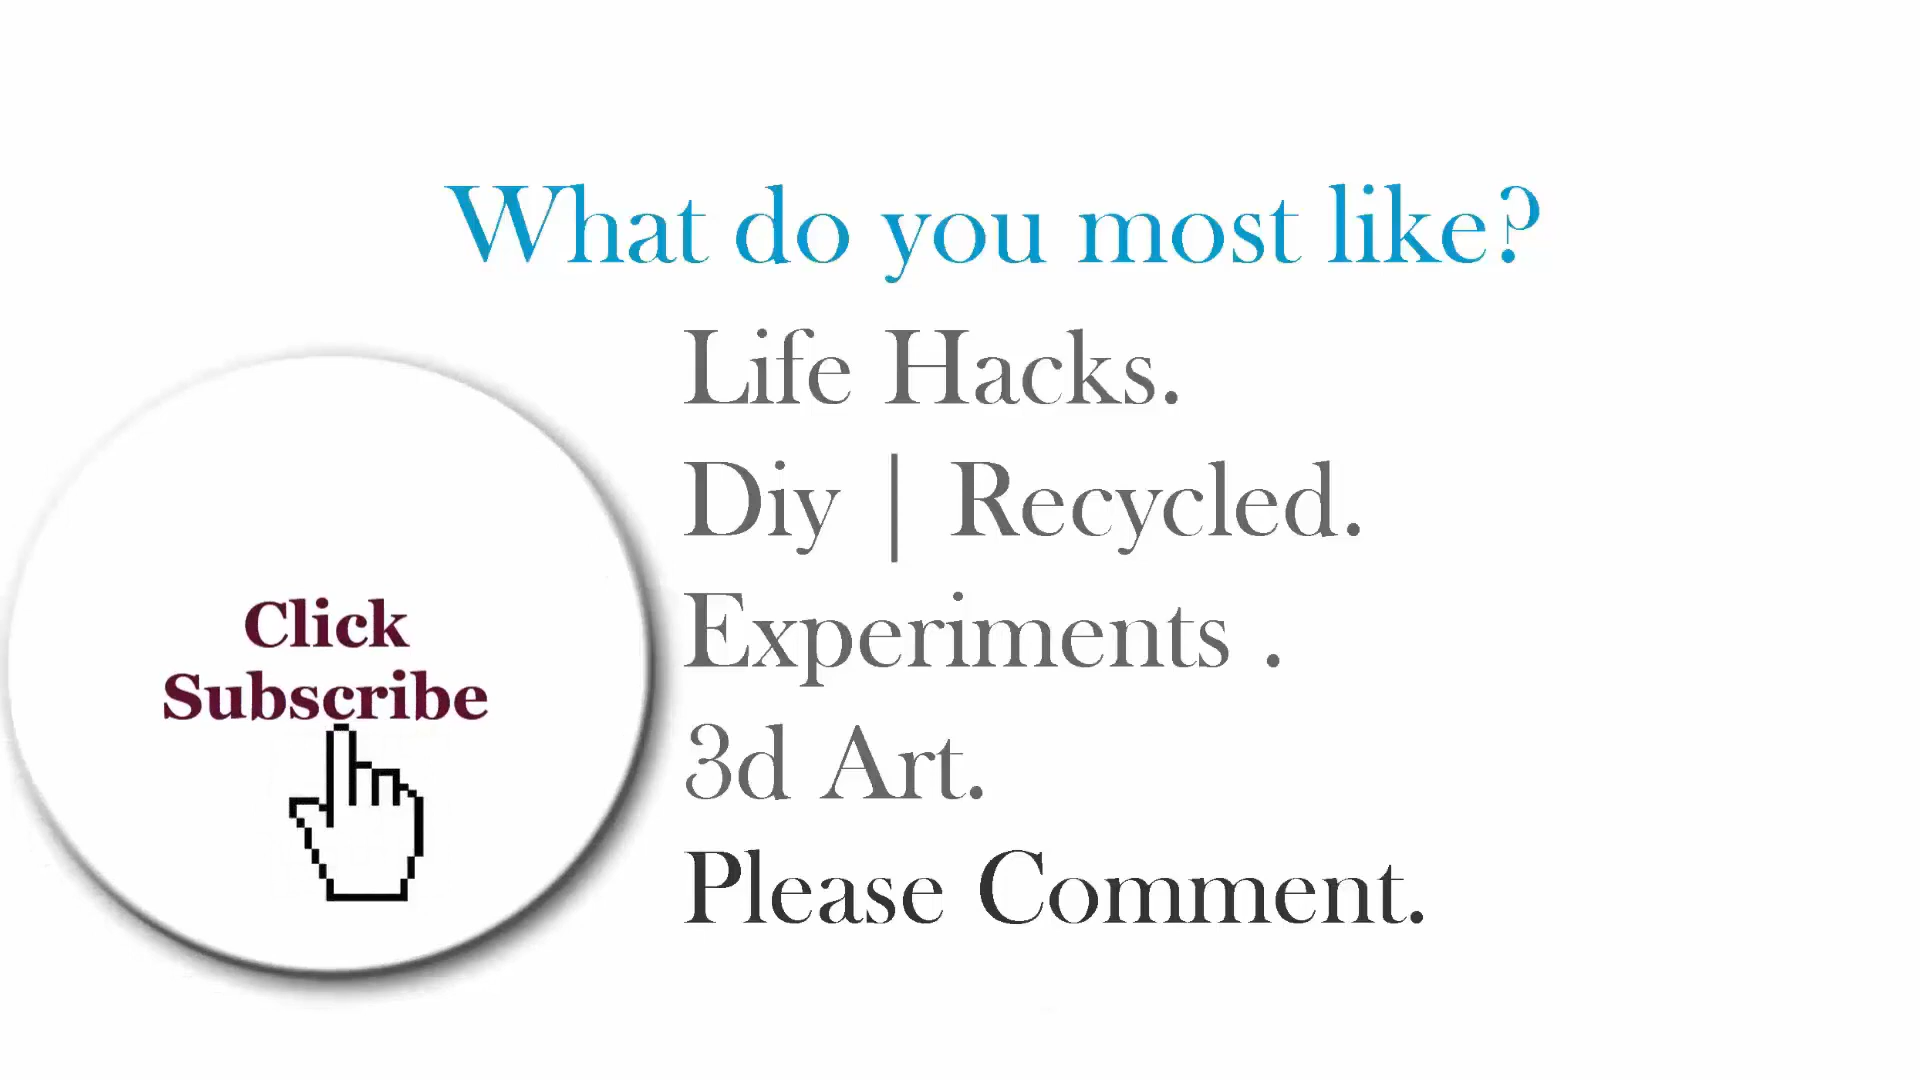 What do you most like?
Life Hacks.
Diy | Recycled.
Experiments .
3d Art.
Please Comment.
Click
Subscribe